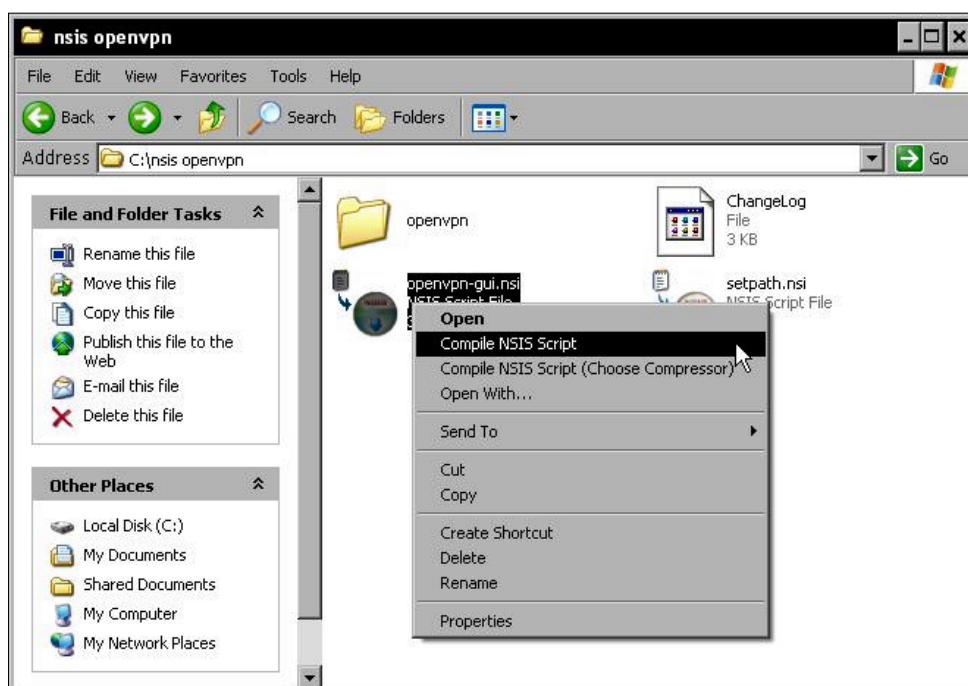 nsis openvpn
File Edit View Favorites Tools Help
Back Search Folders
Address C:\nsis openvpn Go
File and Folder Tasks
Rename this file
Move this file
Copy this file
Publish this file to the
Web
E-mail this file
Delete this file
Other Places
Local Disk (C:)
My Documents
Shared Documents
My Computer
My Network Places
openvpn
ChangeLog
File
3 KB
openvpn-gui.nsi
NSIS Script File
setpath.nsi
NSIS Script File
Open
Compile NSIS Script
Compile NSIS Script (Choose Compressor)
Open With...
Send To
Cut
Copy
Create Shortcut
Delete
Rename
Properties